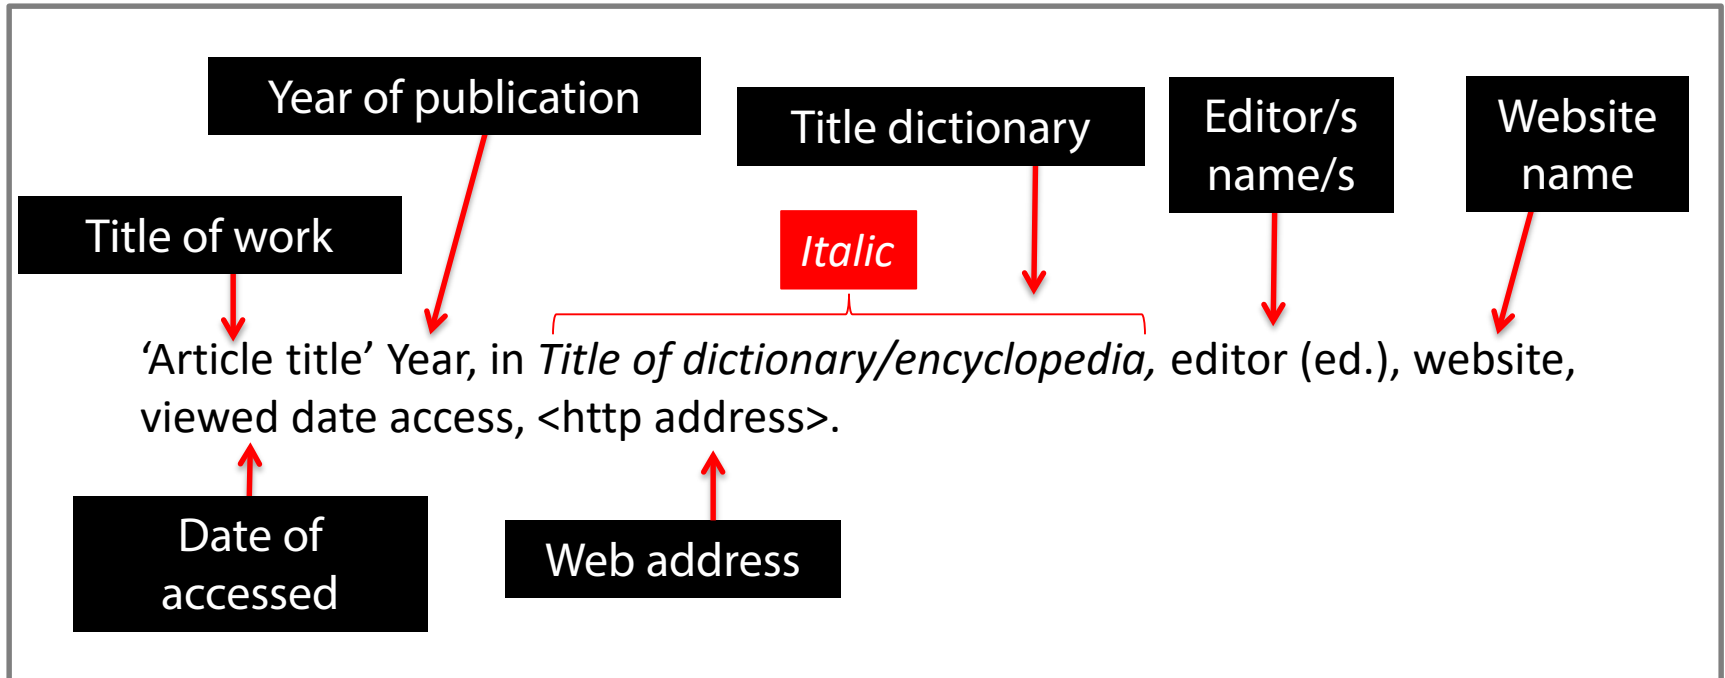 Year of publication
Title dictionary
Editor/s
name/s
Website
name
Title of work
Italic
‘Article title’ Year, in Title of dictionary/encyclopedia, editor (ed.), website,
viewed date access, <http address>.
Date of
accessed
Web address